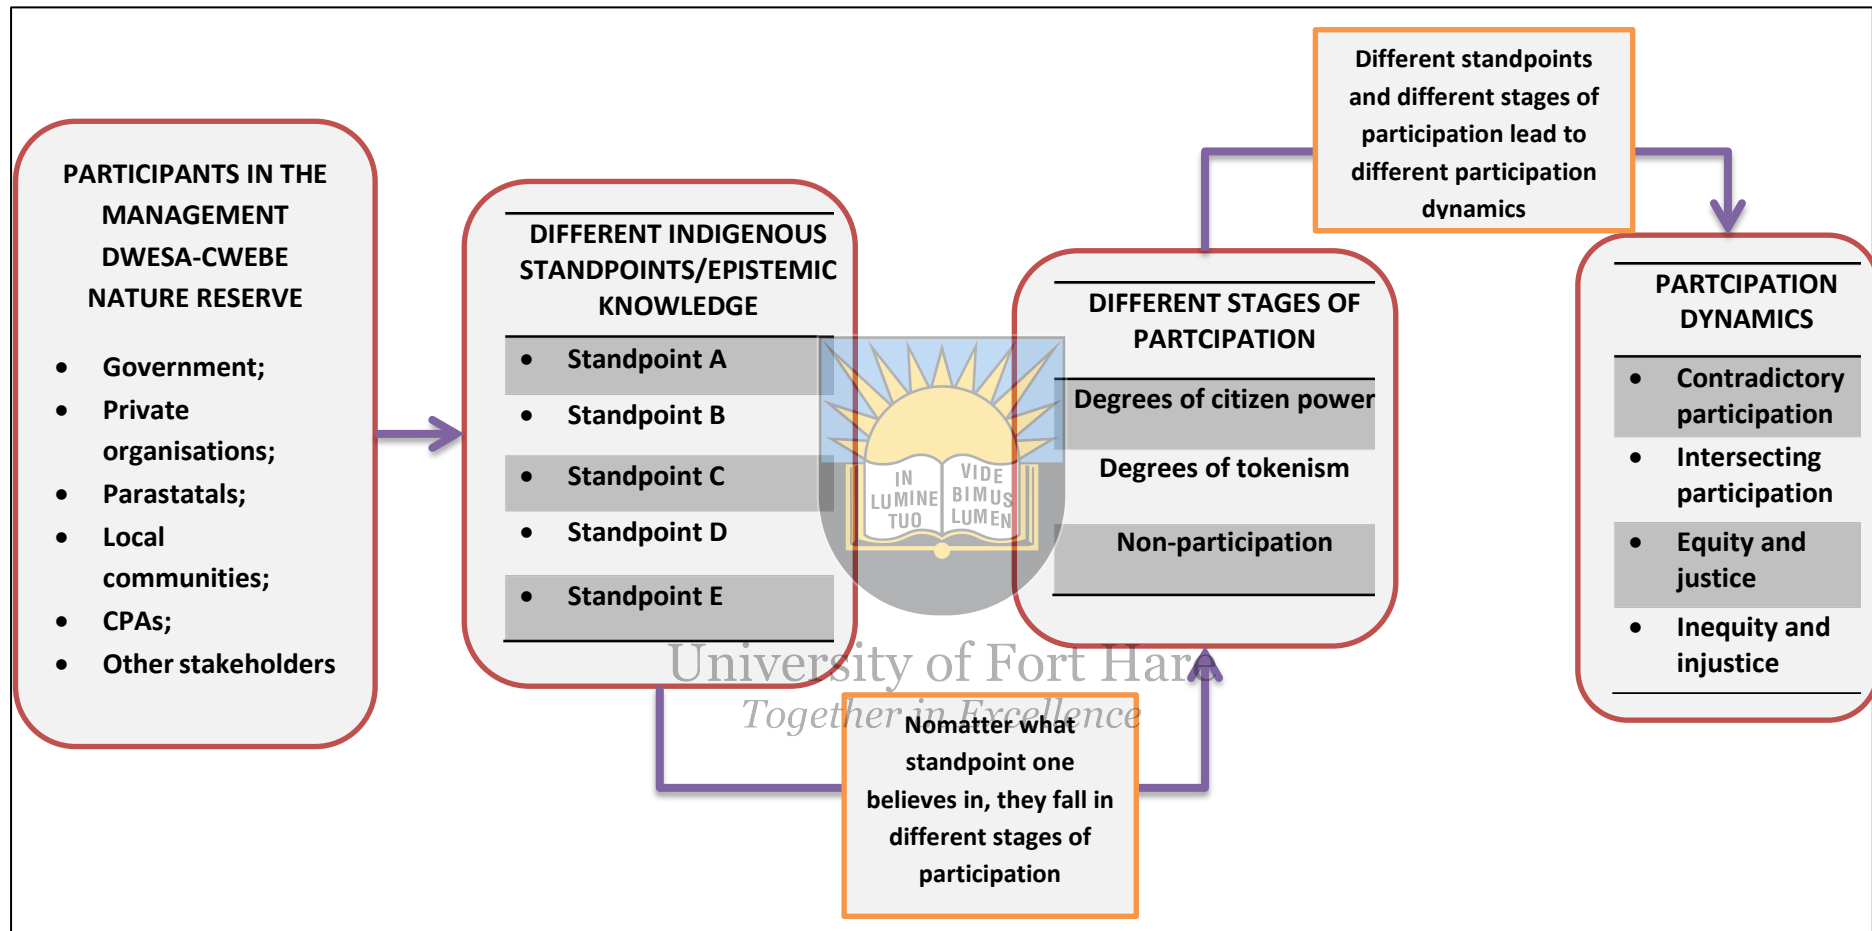 PARTICIPANTS IN THE
MANAGEMENT
DWESA-CWEBE
NATURE RESERVE
• Government;
• Private
organisations;
• Parastatals;
• Local
communities;
• CPAs;
• Other stakeholders
DIFFERENT INDIGENOUS
STANDPOINTS/EPISTEMIC
KNOWLEDGE
• Standpoint A
• Standpoint B
• Standpoint C
• Standpoint D
• Standpoint E
Nomatter what
standpoint one
believes in, they fall in
different stages of
participation
DIFFERENT STAGES OF
PARTCIPATION
Degrees of citizen power
Degrees of tokenism
Non-participation
Different standpoints
and different stages of
participation lead to
different participation
dynamics
PARTCIPATION
DYNAMICS
• Contradictory
participation
• Intersecting
participation
• Equity and
justice
• Inequity and
injustice
IN
LUMINE
TUO
VIDE
BIMUS
LUMEN
University of Fort Hare
Together in Excellence